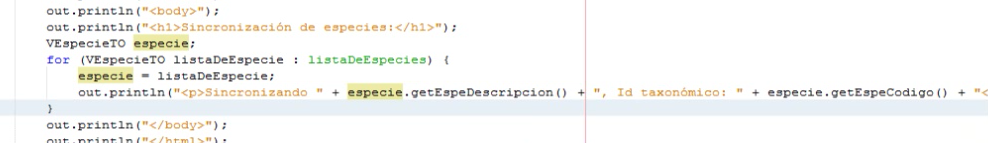 out.println("<body>");
out.println("<h1>Sincronización de especies:</h1>");
VEspecieTO especie;
for (VEspecieTO listaDeEspecie : listaDeEspecies) {
especie = listaDeEspecie;
out.println("<p>Sincronizando " + especie.getEspeDescripcion() + ", Id taxonómico: " + especie.getEspeCodigo() + "<
}
out.println("</body>");
out.println("</html>");